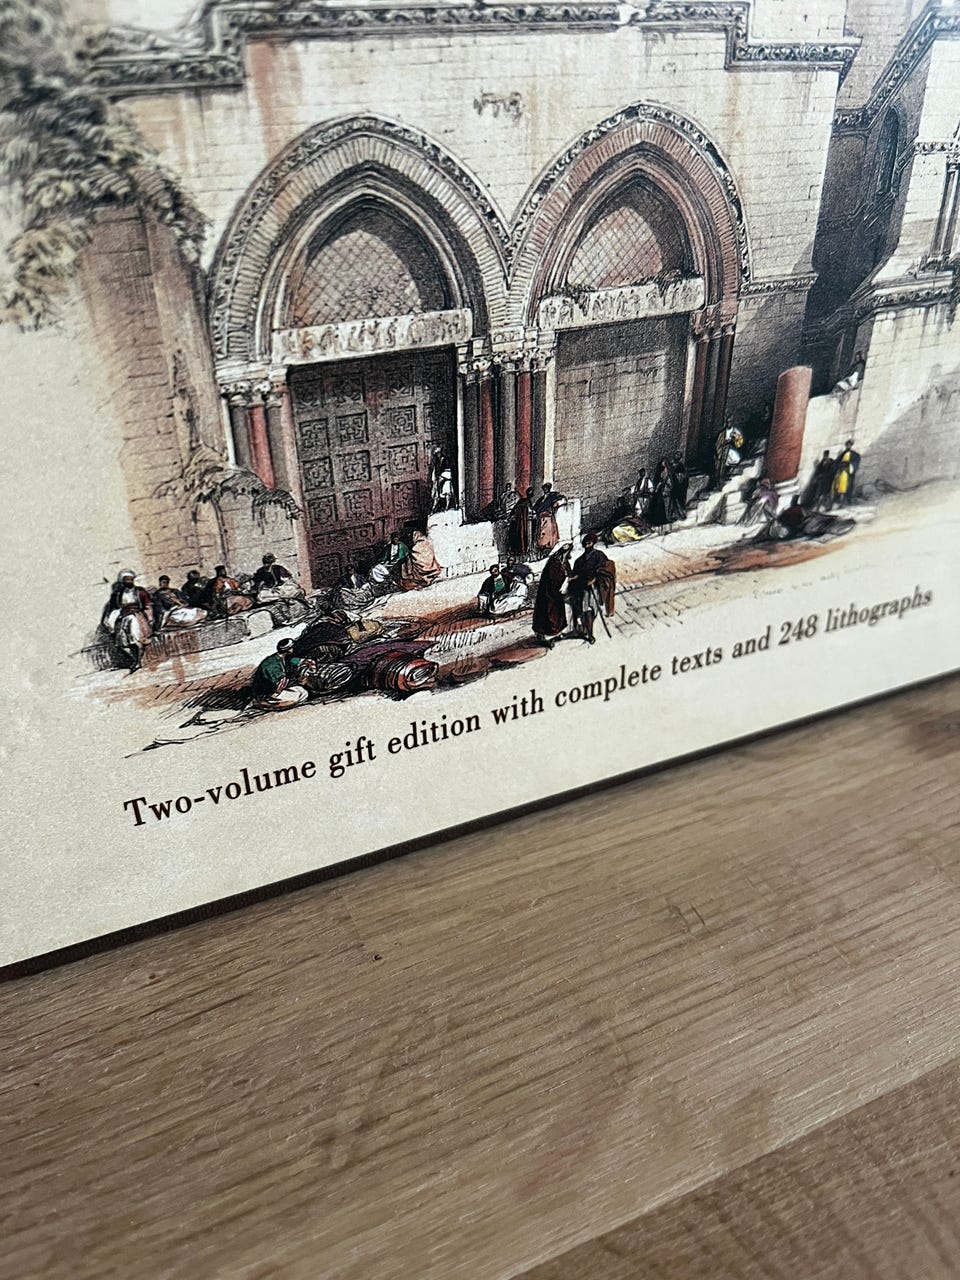 Two-volume gift edition with complete texts and 248 lithographs